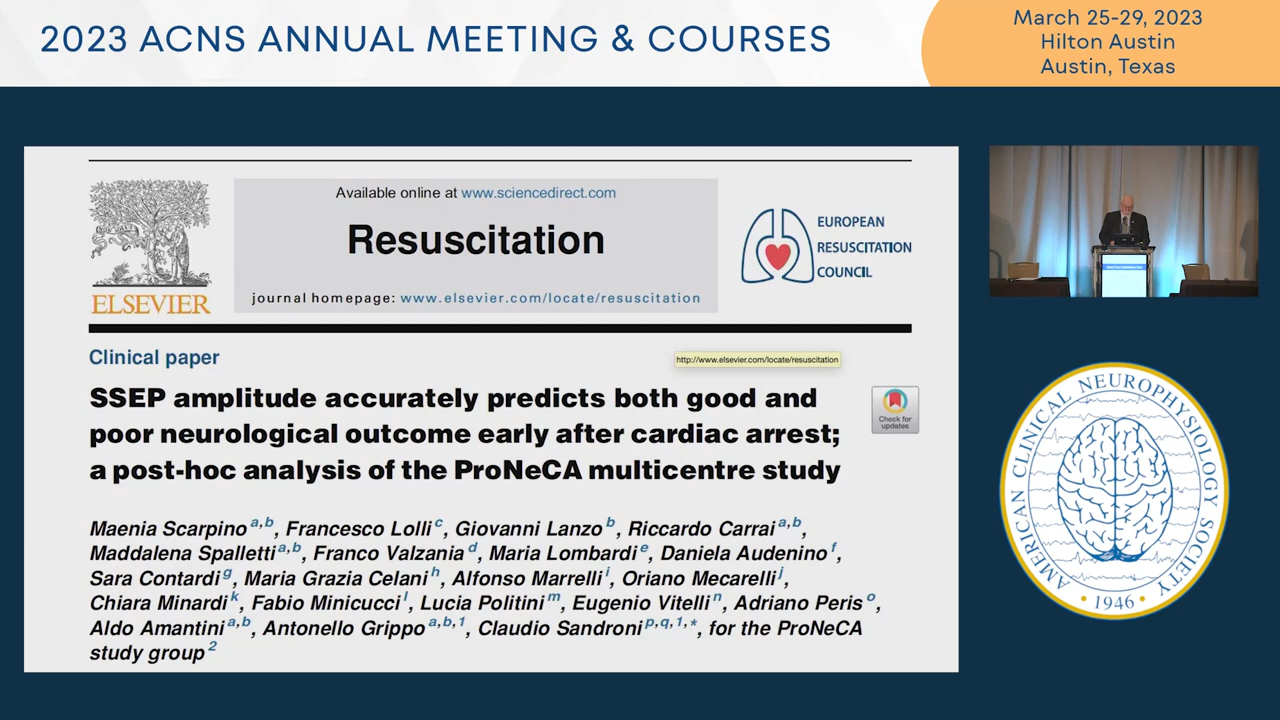 2023 ACNS ANNUAL MEETING & COURSES
March 25-29, 2023
Hilton Austin
Austin, Texas
Available online at www.sciencedirect.com
Resuscitation
journal homepage: www.elsevier.com/locate/resuscitation
ELSEVIER
EUROPEAN
RESUSCITATION
COUNCIL
Clinical paper
http://www.elsevier.com/locate/resuscitation
SSEP amplitude accurately predicts both good and
poor neurological outcome early after cardiac arrest;
a post-hoc analysis of the ProNeCA multicentre study
Check for
updates
Maenia Scarpino a,b, Francesco Lolli c, Giovanni Lanzo b, Riccardo Carrai a,b,
Maddalena Spalletti a,b, Franco Valzania d, Maria Lombardi e, Daniela Audenino f,
Sara Contardi g, Maria Grazia Celani h, Alfonso Marrelli i, Oriano Mecarelli j,
Chiara Minardi k, Fabio Minicucci l, Lucia Politini m, Eugenio Vitelli n, Adriano Peris o,
Aldo Amantini a,b, Antonello Grippo a,b,1, Claudio Sandroni p,q,1,*, for the ProNeCA
study group 2
AMERICAN CLINICAL NEUROPHYSIOLOGY SOCIETY
• 1946 •